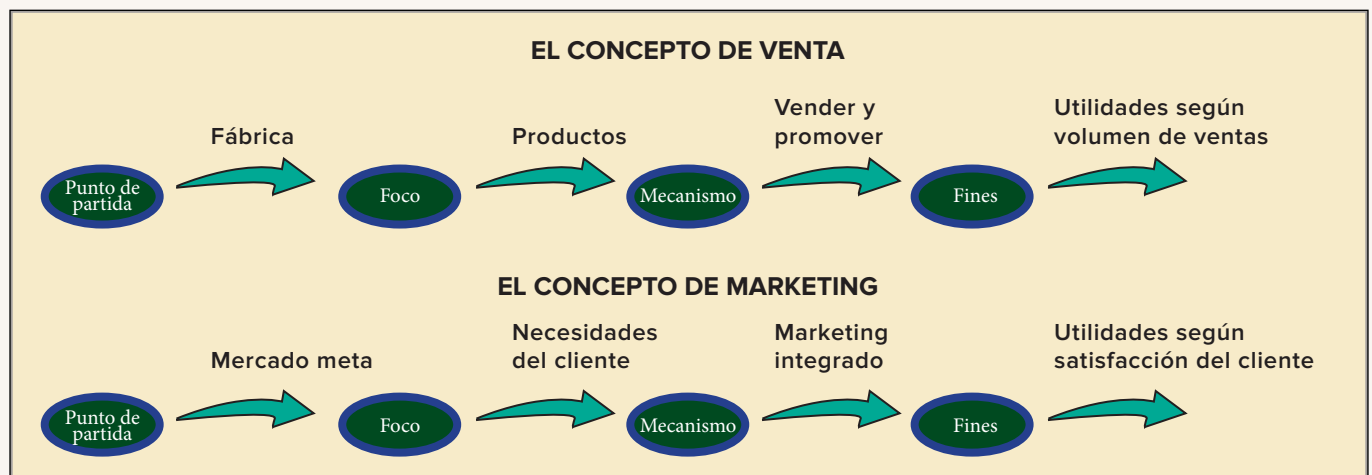 EL CONCEPTO DE VENTA
Fábrica
Productos
Vender y
promover
Utilidades según
volumen de ventas
Punto de
partida
Foco
Mecanismo
Fines
EL CONCEPTO DE MARKETING
Mercado meta
Necesidades
del cliente
Marketing
integrado
Utilidades según
satisfacción del cliente
Punto de
partida
Foco
Mecanismo
Fines